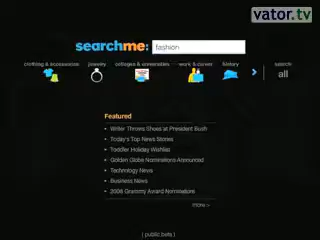 vator.tv
searchme: fashion
clothing & accessories jewelry colleges & universities work & career history search
all
Featured
• Writer Throws Shoes at President Bush
• Today's Top News Stories
• Toddler Holiday Wishlist
• Golden Globe Nominations Announced
• Technology News
• Business News
• 2008 Grammy Award Nominations
more >
( public beta )